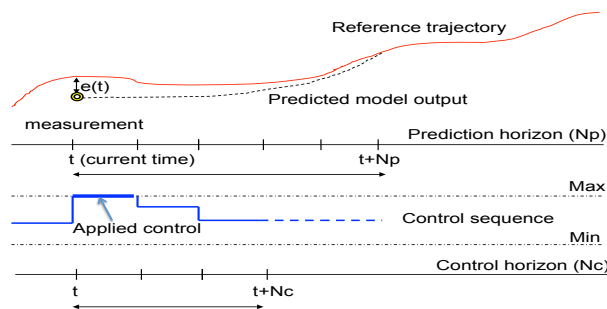 Reference trajectory
e(t)
Predicted model output
measurement
Prediction horizon (Np)
t (current time)
t+Np
Max
Applied control
Control sequence
Min
Control horizon (Nc)
t
t+Nc